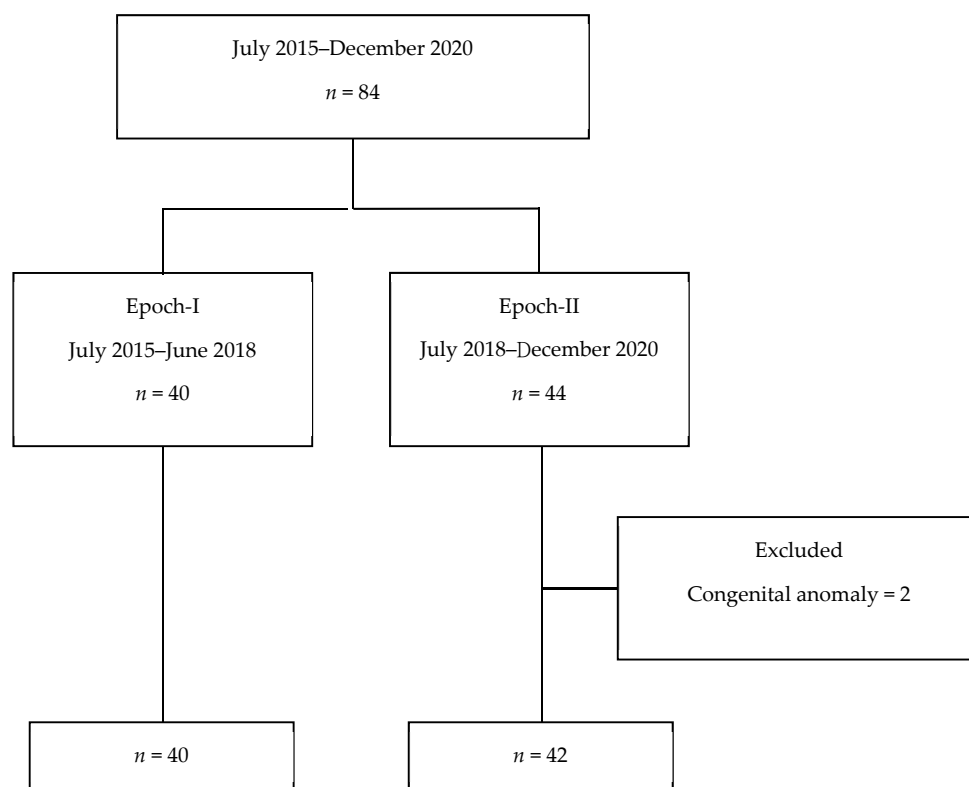 July 2015–December 2020
n = 84
Epoch-I
July 2015–June 2018
n = 40
Epoch-II
July 2018–December 2020
n = 44
Excluded
Congenital anomaly = 2
n = 40
n = 42